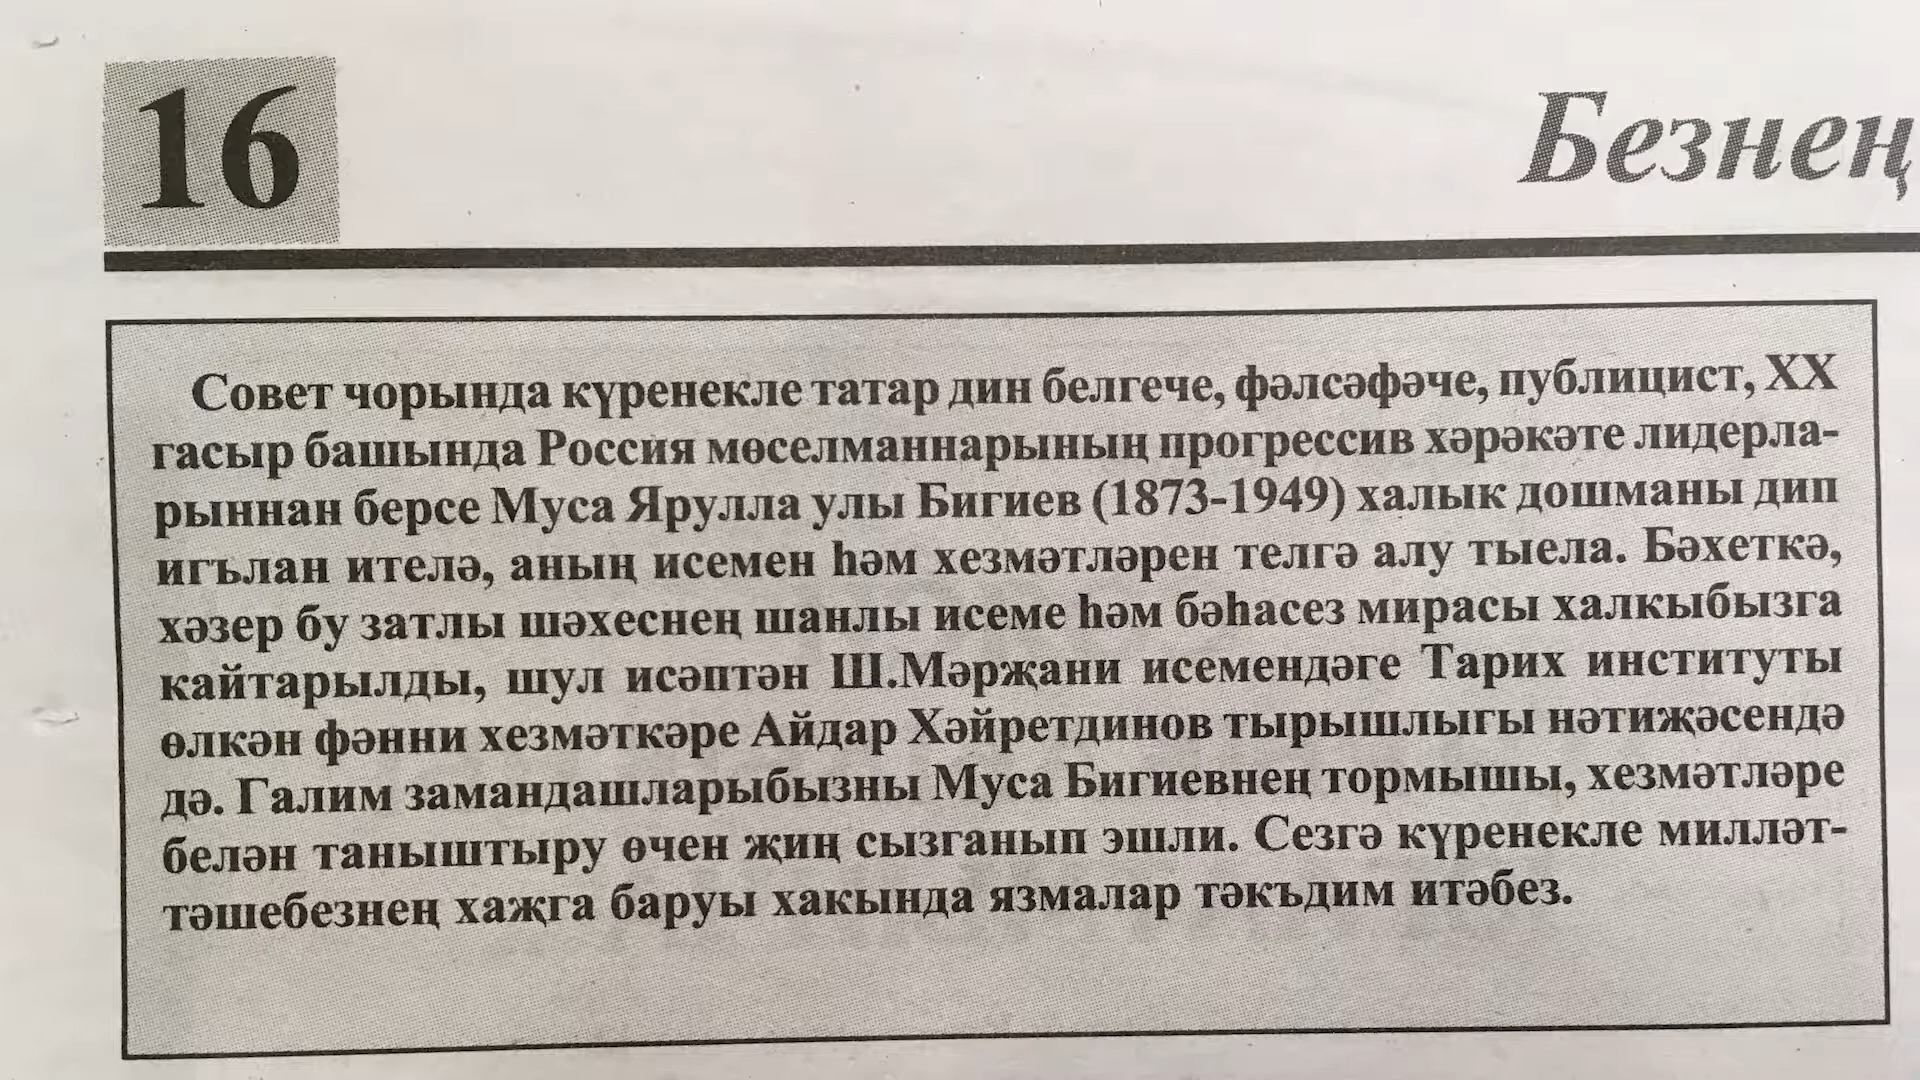 16
Безнең
Совет чорында күренекле татар дин белгече, фәлсәфәче, публицист, XX
гасыр башында Россия мөселманнарының прогрессив хәрәкәте лидерла-
рыннан берсе Муса Ярулла улы Бигиев (1873-1949) халык дошманы дип
игълан ителә, аның исемен һәм хезмәтләрен телгә алу тыела. Бәхеткә,
хәзер бу затлы шәхеснең шанлы исеме һәм бәһасез мирасы халкыбызга
кайтарылды, шул исәптән Ш.Мәрҗани исемендәге Тарих институты
өлкән фәнни хезмәткәре Айдар Хәйретдинов тырышлыгы нәтиҗәсендә
дә. Галим замандашларыбызны Муса Бигиевнең тормышы, хезмәтләре
белән таныштыру өчен җиң сызганып эшли. Сезгә күренекле милләт-
тәшебезнең хаҗга баруы хакында язмалар тәкъдим итәбез.